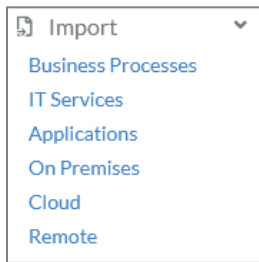 Import
Business Processes
IT Services
Applications
On Premises
Cloud
Remote